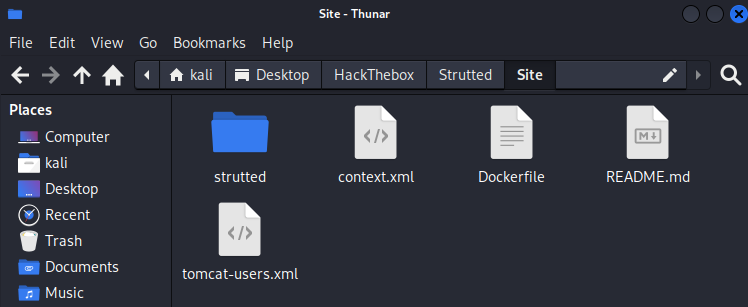 Site - Thunar
File Edit View Go Bookmarks Help
kali Desktop HackThebox Strutted Site
Places
Computer
kali
Desktop
Recent
Trash
Documents
Music
strutted context.xml Dockerfile README.md
tomcat-users.xml